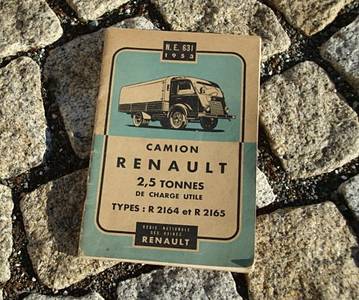 N.E. 631
1953
CAMION
RENAULT
2,5 TONNES
DE CHARGE UTILE
TYPES : R 2164 et R 2165
RÉGIE NATIONALE
DES USINES
RENAULT